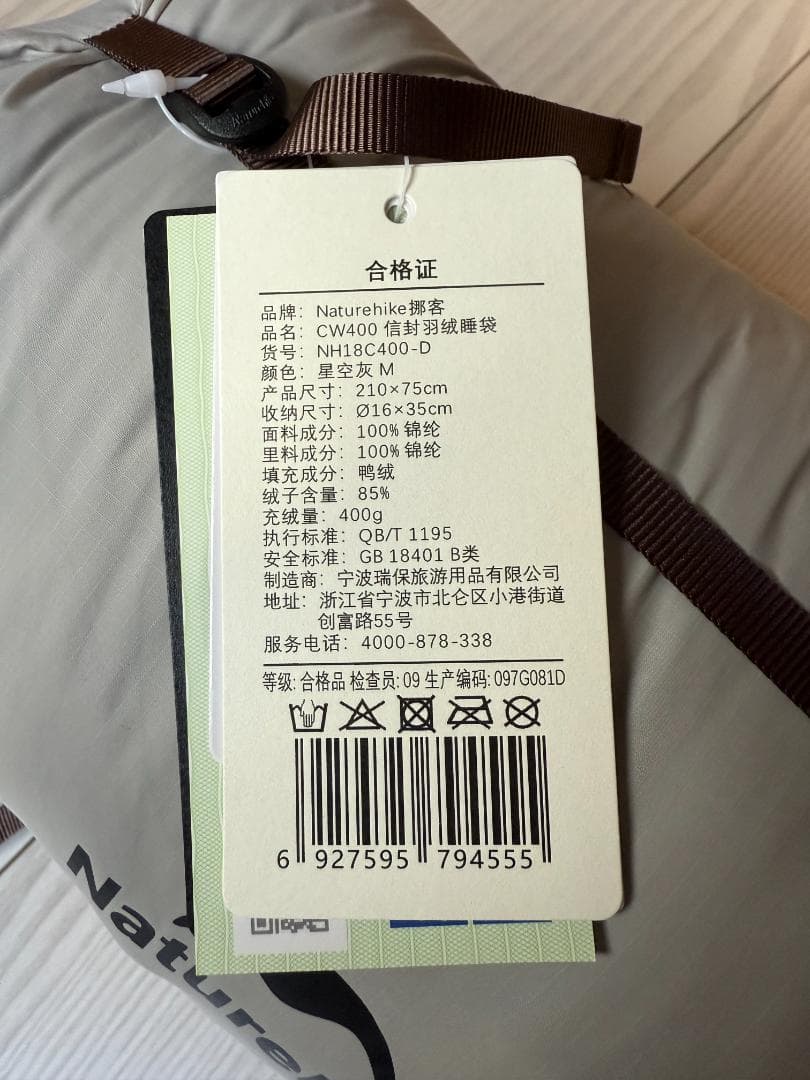 Naturehike
合格证
品牌: Naturehike挪客
品名: CW400 信封羽绒睡袋
货号: NH18C400-D
颜色: 星空灰 M
产品尺寸: 210×75cm
收纳尺寸: Ø16×35cm
面料成分: 100% 锦纶
里料成分: 100% 锦纶
填充成分: 鸭绒
绒子含量: 85%
充绒量: 400g
执行标准: QB/T 1195
安全标准: GB 18401 B类
制造商: 宁波瑞保旅游用品有限公司
地址: 浙江省宁波市北仑区小港街道
创富路55号
服务电话: 4000-878-338
等级: 合格品 检查员: 09 生产编码: 097G081D
6 927595 794555
Natureh